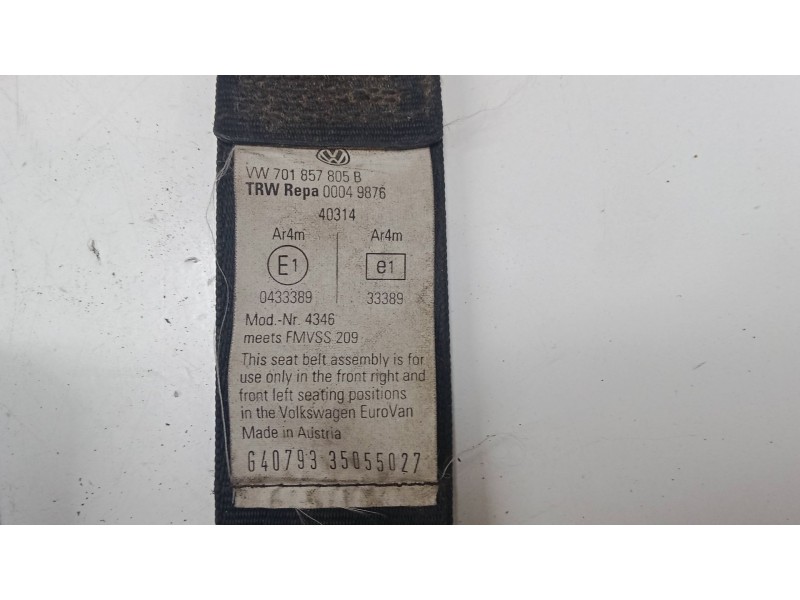 VW 701 857 805 B
TRW Repa 0004 9876
40314
Ar4m Ar4m
E1 e1
0433389 33389
Mod.-Nr. 4346
meets FMVSS 209
This seat belt assembly is for
use only in the front right and
front left seating positions
in the Volkswagen EuroVan
Made in Austria
G40793 35055027